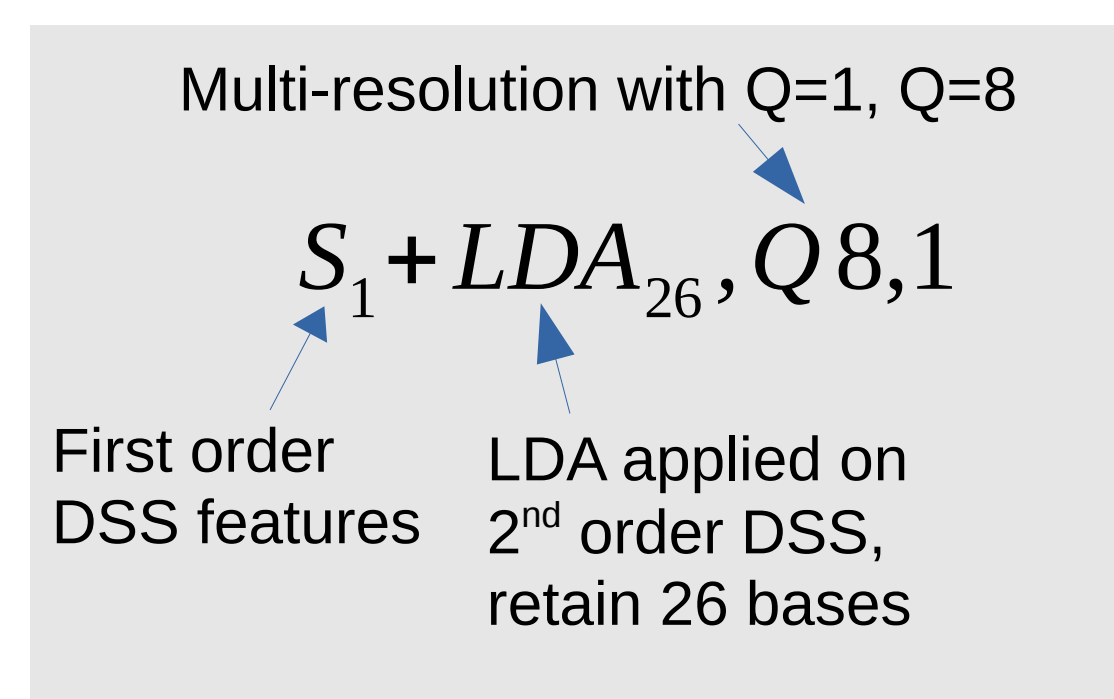 Multi-resolution with Q=1, Q=8
S₁+LDA₂₆, Q 8,1
First order
DSS features
LDA applied on
2ⁿᵈ order DSS,
retain 26 bases